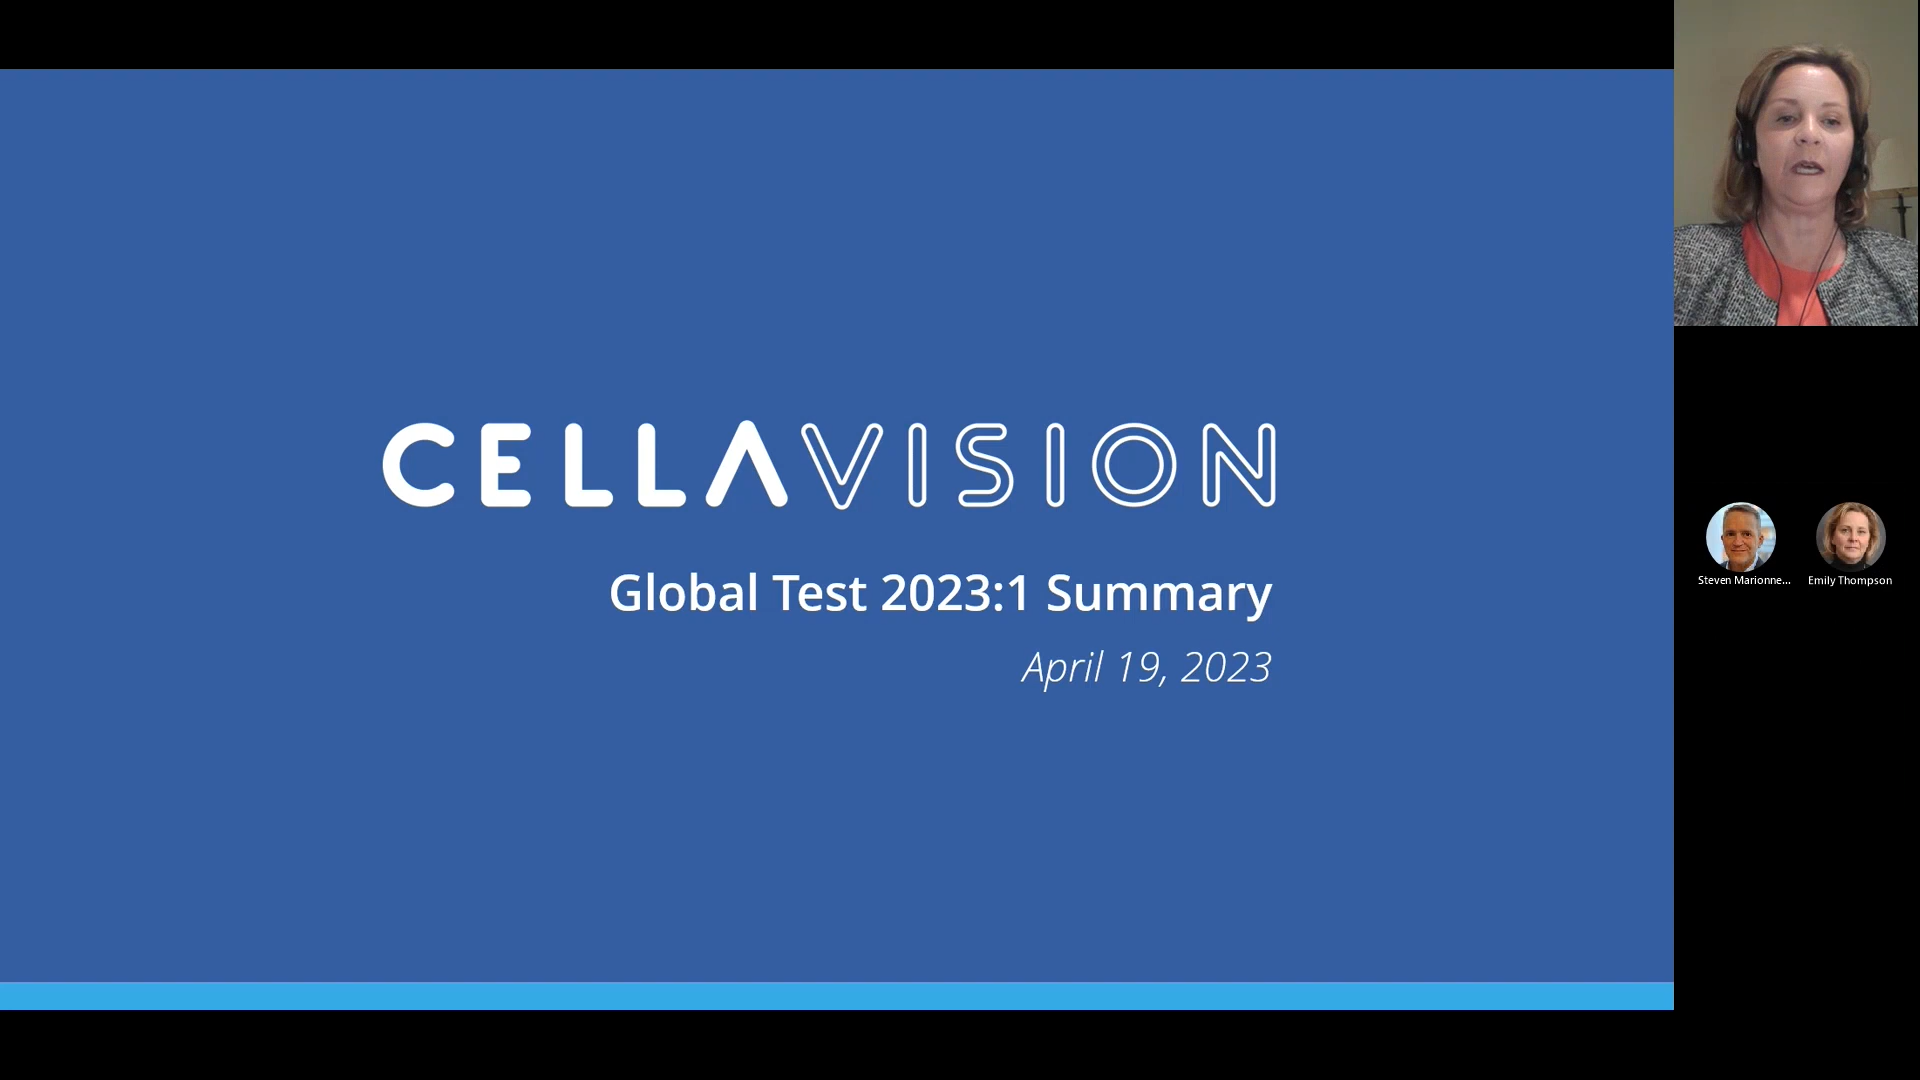 CELLAVISION
Global Test 2023:1 Summary
April 19, 2023
Steven Marionne...
Emily Thompson